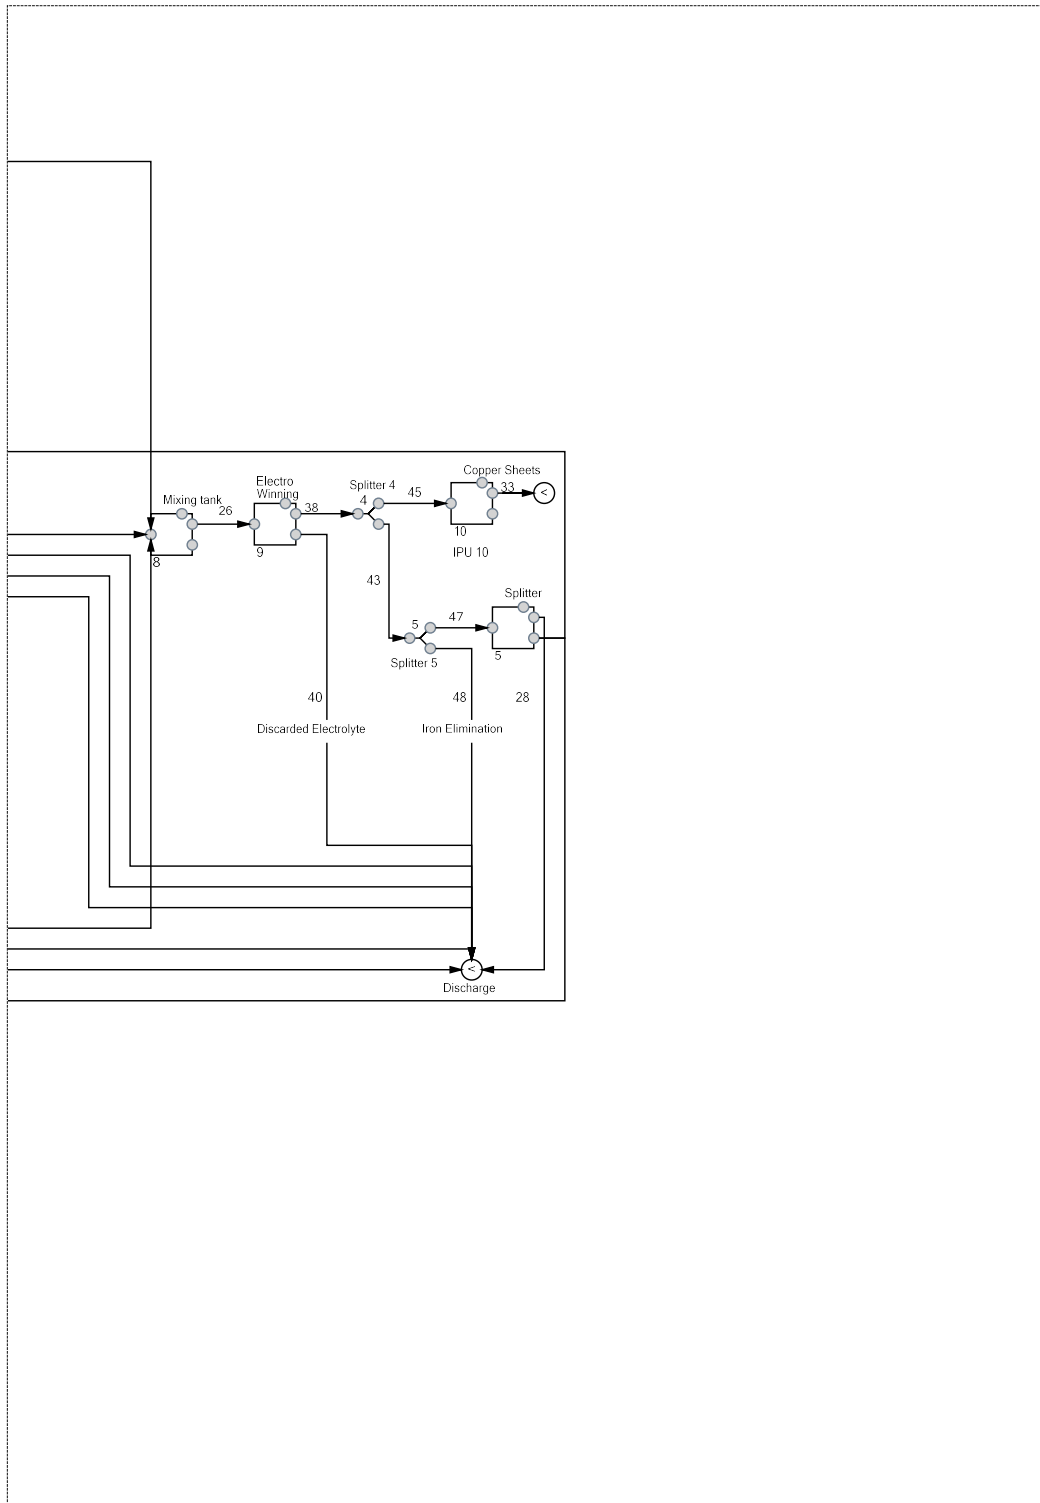 Copper Sheets
Electro
Winning
Splitter 4
45
33
<
Mixing tank
26
38
4
10
IPU 10
8
9
43
Splitter
5
47
Splitter 5
5
40
48
28
Discarded Electrolyte
Iron Elimination
<
Discharge